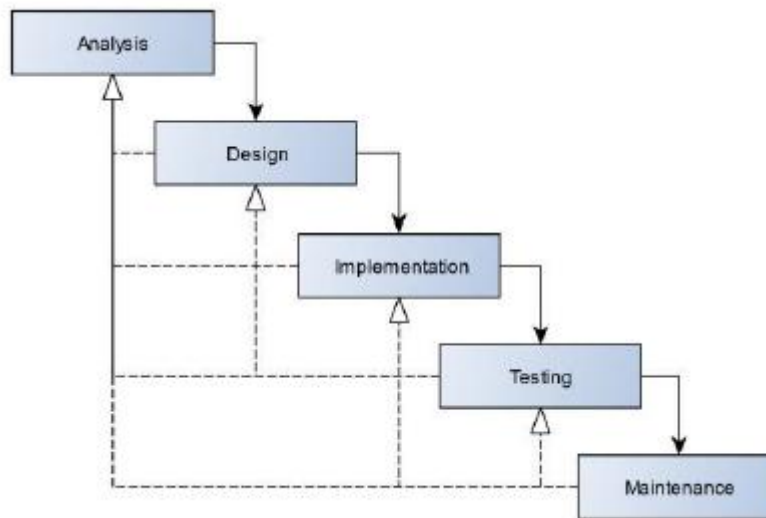 Analysis
Design
Implementation
Testing
Maintenance